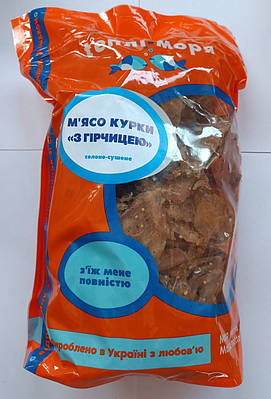 теплі моря
М'ЯСО КУРКИ
«З ГІРЧИЦЕЮ»
солоно-сушене
з'їж мене
повністю
вироблено в Україні з любов'ю